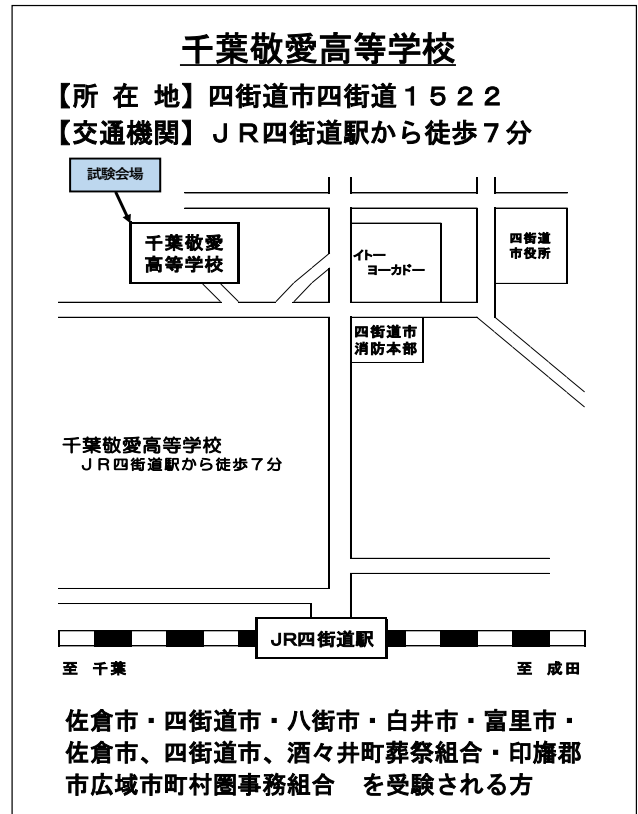 千葉敬愛高等学校
【所 在 地】四街道市四街道１５２２
【交通機関】ＪＲ四街道駅から徒歩７分
試験会場
千葉敬愛
高等学校
イトー
ヨーカドー
四街道
市役所
四街道市
消防本部
千葉敬愛高等学校
ＪＲ四街道駅から徒歩７分
JR四街道駅
至 千葉
至 成田
佐倉市・四街道市・八街市・白井市・富里市・
佐倉市、四街道市、酒々井町葬祭組合・印旛郡
市広域市町村圏事務組合　を受験される方